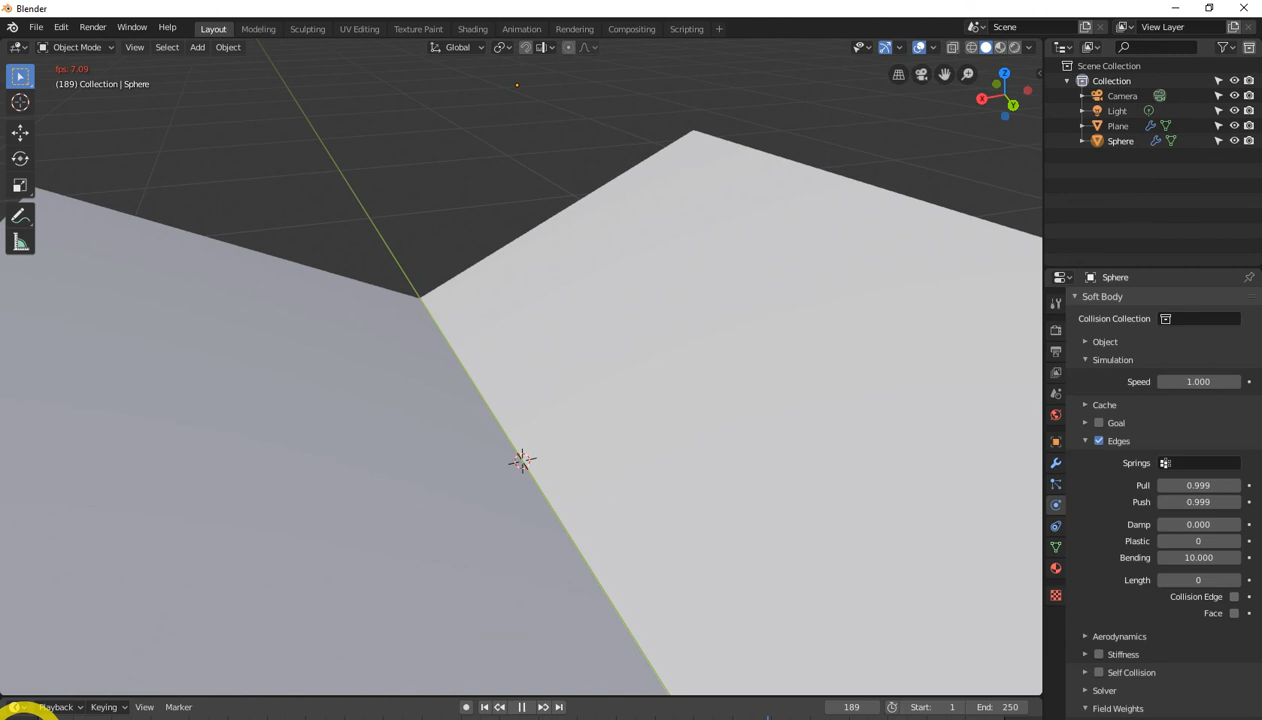 Blender
File Edit Render Window Help
Layout Modeling Sculpting UV Editing Texture Paint Shading Animation Rendering Compositing Scripting +
Scene
View Layer
Object Mode View Select Add Object
Global
fps: 7.09
(189) Collection | Sphere
X
Y
Z
Scene Collection
Collection
Camera
Light
Plane
Sphere
Sphere
Soft Body
Collision Collection
Object
Simulation
Speed 1.000
Cache
Goal
Edges
Springs
Pull 0.999
Push 0.999
Damp 0.000
Plastic 0
Bending 10.000
Length 0
Collision Edge
Face
Aerodynamics
Stiffness
Self Collision
Solver
Field Weights
Playback Keying View Marker
189 Start: 1 End: 250